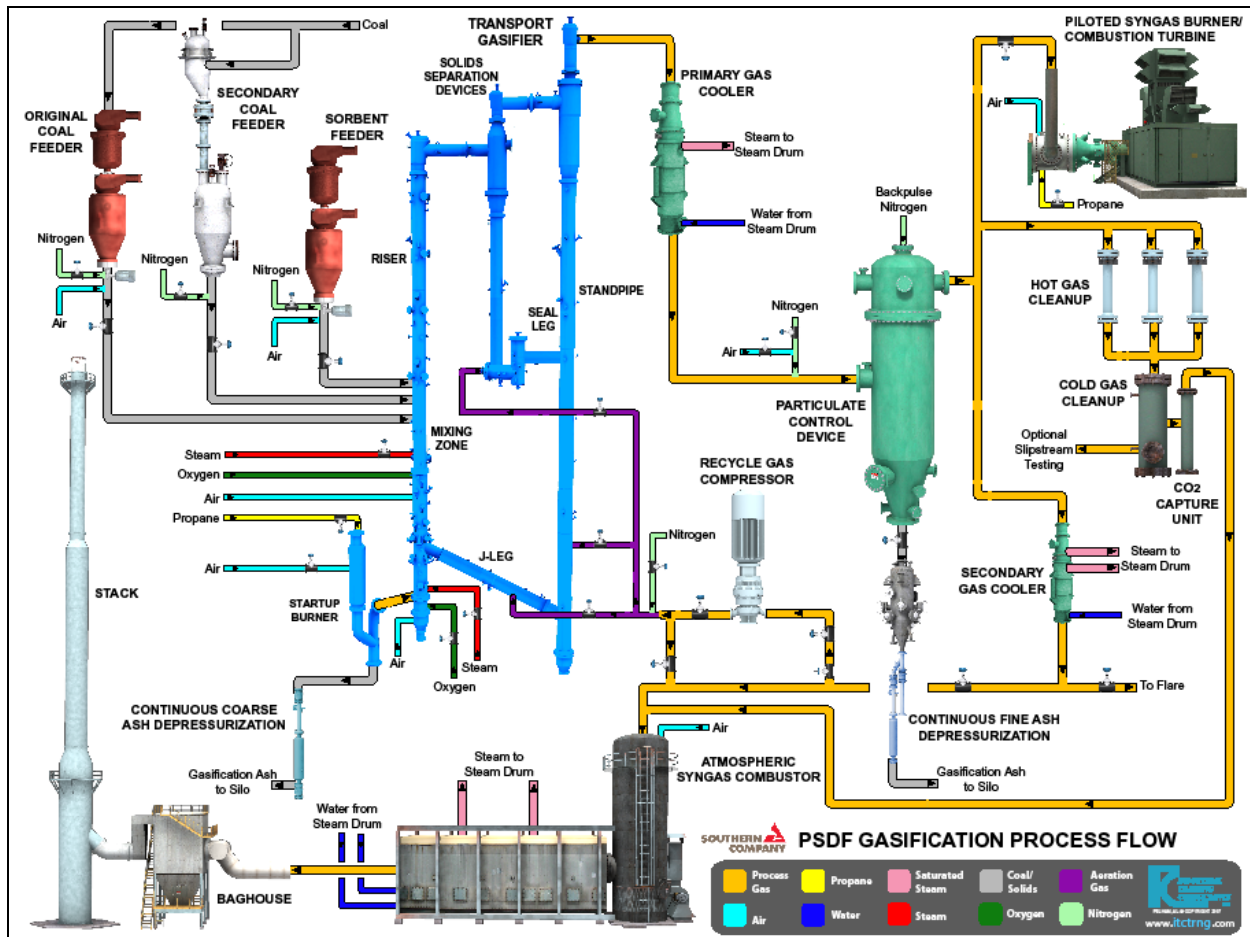 TRANSPORT
GASIFIER
PILOTED SYNGAS BURNER/
COMBUSTION TURBINE
Coal
SOLIDS
SEPARATION
DEVICES
PRIMARY GAS
COOLER
SECONDARY
COAL
FEEDER
ORIGINAL
COAL
FEEDER
SORBENT
FEEDER
Air
Steam to
Steam Drum
Backpulse
Nitrogen
Propane
Water from
Steam Drum
Nitrogen
Nitrogen
Nitrogen
RISER
STANDPIPE
SEAL
LEG
Nitrogen
HOT GAS
CLEANUP
Air
Air
Air
COLD GAS
CLEANUP
PARTICULATE
CONTROL
DEVICE
MIXING
ZONE
Steam
Oxygen
Air
Propane
Optional
Slipstream
Testing
RECYCLE GAS
COMPRESSOR
CO2
CAPTURE
UNIT
Nitrogen
J-LEG
Air
STARTUP
BURNER
STACK
Steam to
Steam Drum
SECONDARY
GAS COOLER
Water from
Steam Drum
Air
Steam
Oxygen
To Flare
CONTINUOUS COARSE
ASH DEPRESSURIZATION
CONTINUOUS FINE ASH
DEPRESSURIZATION
Air
ATMOSPHERIC
SYNGAS COMBUSTOR
Gasification Ash
to Silo
Steam to
Steam Drum
Gasification Ash
to Silo
Water from
Steam Drum
BAGHOUSE
SOUTHERN
COMPANY
PSDF GASIFICATION PROCESS FLOW
Process
Gas
Propane
Saturated
Steam
Coal/
Solids
Aeration
Gas
Air
Water
Steam
Oxygen
Nitrogen
www.itctrng.com